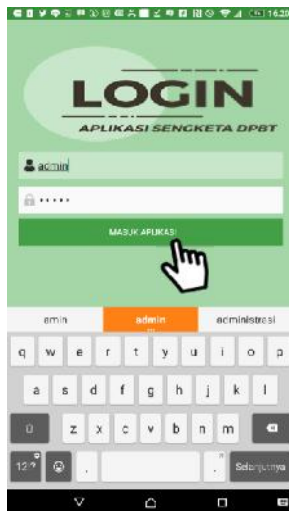 16.20
LOGIN
APLIKASI SENGKETA DPBT
admin
•••••
MASUK APLIKASI
amin admin administrasi
q w e r t y u i o p
a s d f g h j k l
z x c v b n m
. . Selanjutnya